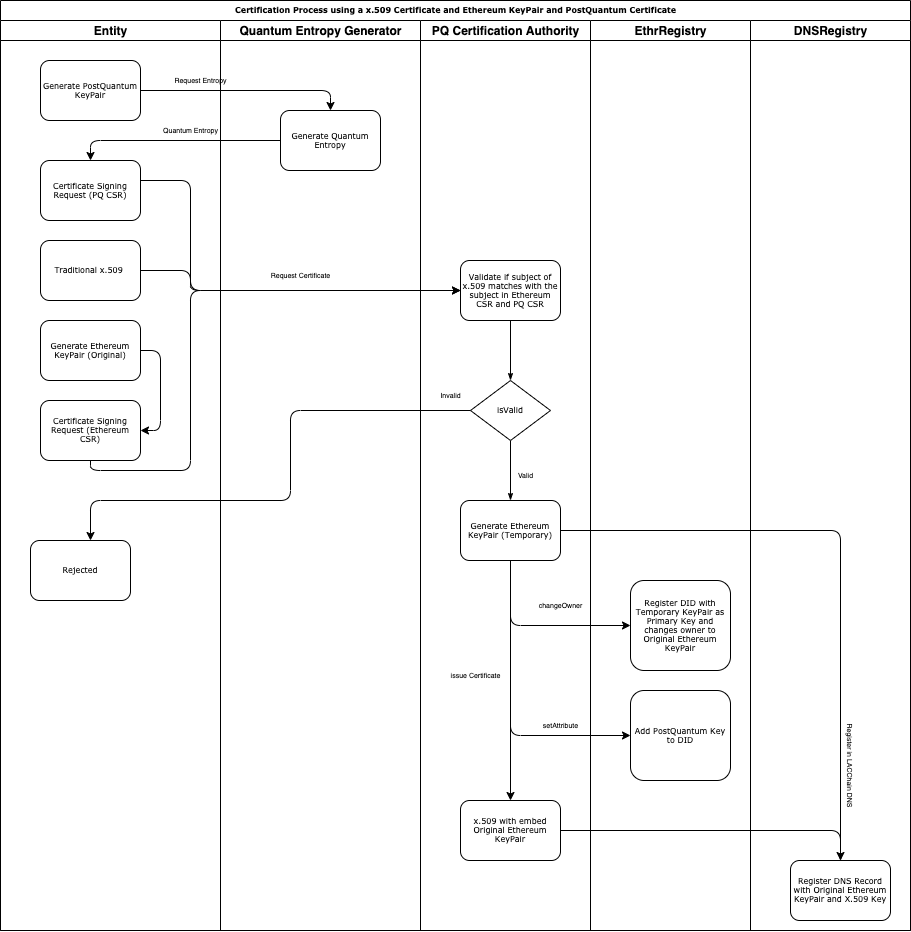 Certification Process using a x.509 Certificate and Ethereum KeyPair and PostQuantum Certificate
Entity
Quantum Entropy Generator
PQ Certification Authority
EthrRegistry
DNSRegistry
Generate PostQuantum
KeyPair
Request Entropy
Generate Quantum
Entropy
Quantum Entropy
Certificate Signing
Request (PQ CSR)
Traditional x.509
Request Certificate
Validate if subject of
x.509 matches with the
subject in Ethereum
CSR and PQ CSR
Generate Ethereum
KeyPair (Original)
Certificate Signing
Request (Ethereum
CSR)
Invalid
isValid
Valid
Rejected
Generate Ethereum
KeyPair (Temporary)
changeOwner
Register DID with
Temporary KeyPair as
Primary Key and
changes owner to
Original Ethereum
KeyPair
issue Certificate
setAttribute
Add PostQuantum Key
to DID
Register in LACChain DNS
x.509 with embed
Original Ethereum
KeyPair
Register DNS Record
with Original Ethereum
KeyPair and X.509 Key